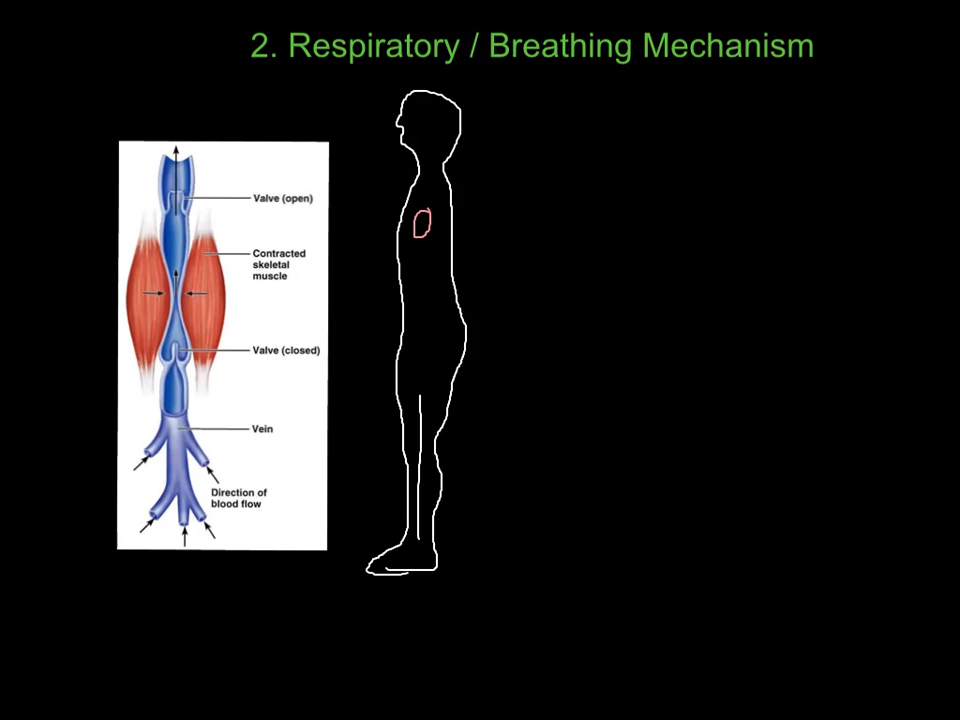 2. Respiratory / Breathing Mechanism
Valve (open)
Contracted
skeletal
muscle
Valve (closed)
Vein
Direction of
blood flow